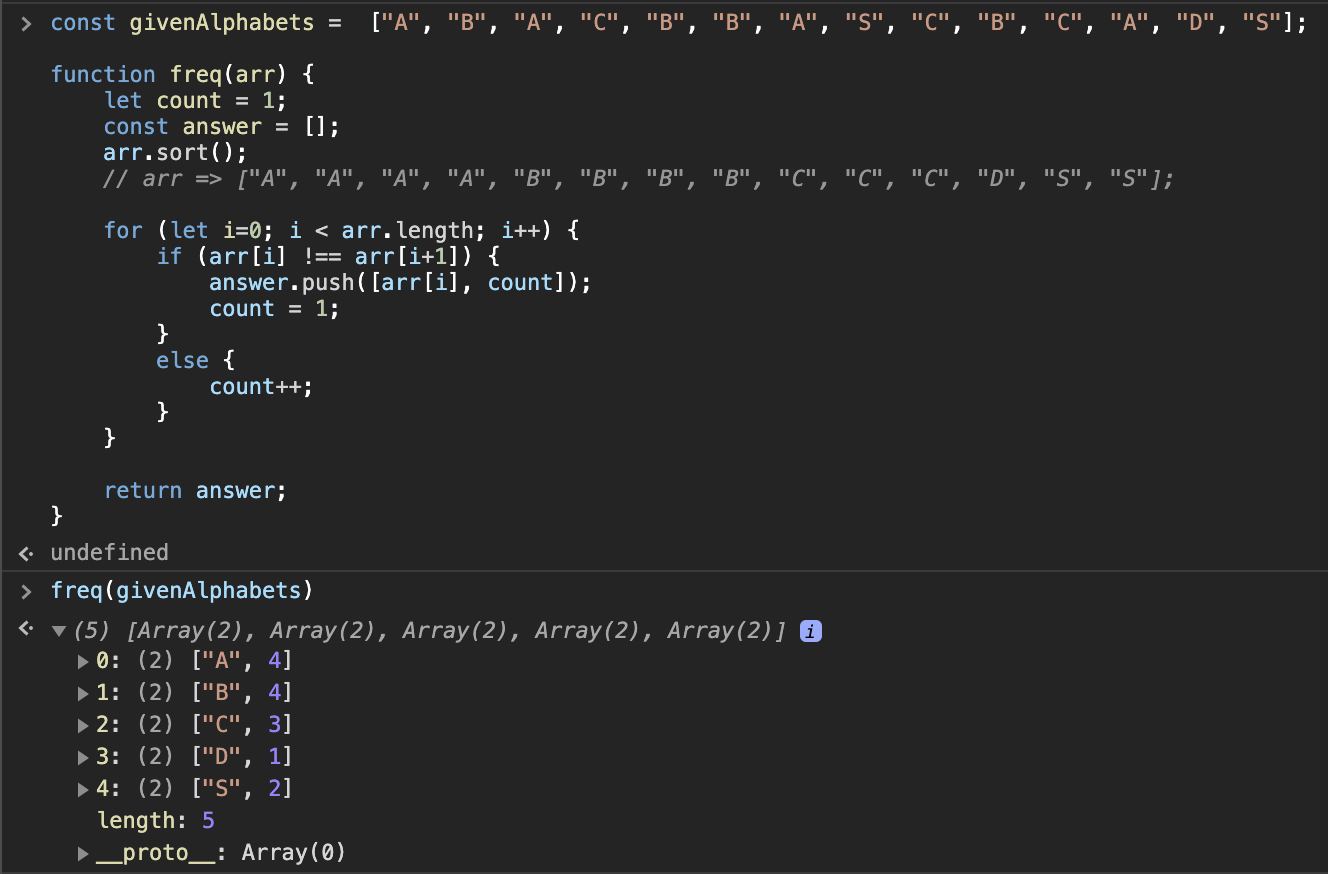 > const givenAlphabets =  ["A", "B", "A", "C", "B", "B", "A", "S", "C", "B", "C", "A", "D", "S"];
function freq(arr) {
    let count = 1;
    const answer = [];
    arr.sort();
    // arr => ["A", "A", "A", "A", "B", "B", "B", "B", "C", "C", "C", "D", "S", "S"];
    for (let i=0; i < arr.length; i++) {
        if (arr[i] !== arr[i+1]) {
            answer.push([arr[i], count]);
            count = 1;
        }
        else {
            count++;
        }
    }
    return answer;
}
undefined
> freq(givenAlphabets)
(5) [Array(2), Array(2), Array(2), Array(2), Array(2)] i
0: (2) ["A", 4]
1: (2) ["B", 4]
2: (2) ["C", 3]
3: (2) ["D", 1]
4: (2) ["S", 2]
length: 5
__proto__: Array(0)